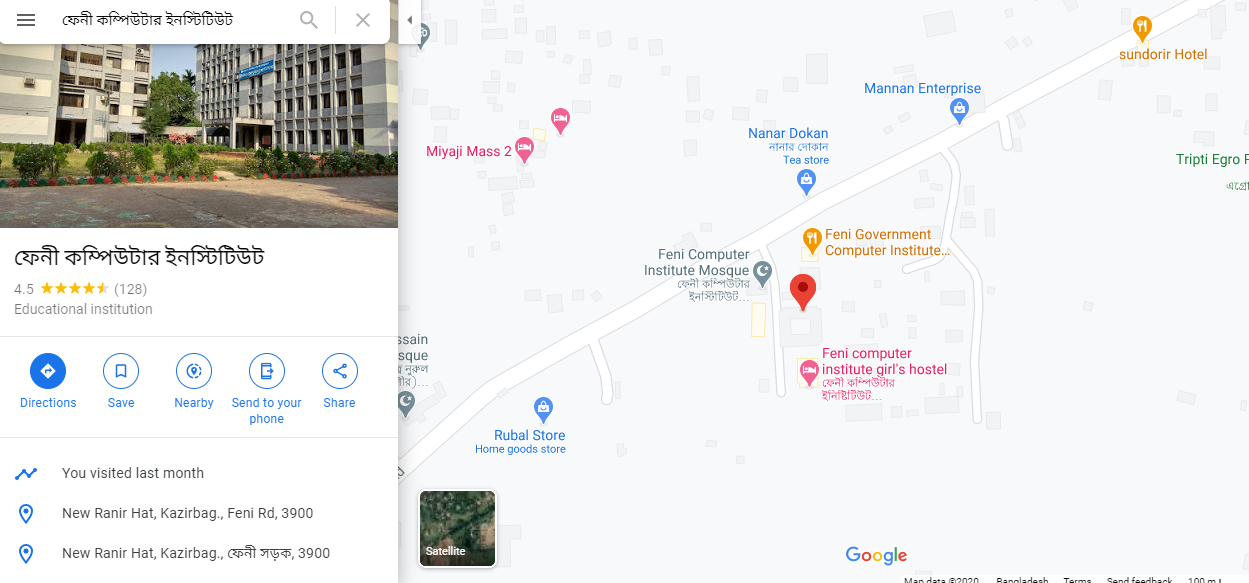 ফেনী কম্পিউটার ইনস্টিটিউট
ফেনী কম্পিউটার ইনস্টিটিউট
4.5 (128)
Educational institution
Directions
Save
Nearby
Send to your
phone
Share
You visited last month
New Ranir Hat, Kazirbag., Feni Rd, 3900
New Ranir Hat, Kazirbag., ফেনী সড়ক, 3900
sundorir Hotel
Mannan Enterprise
Nanar Dokan
নানার দোকান
Tea store
Miyaji Mass 2
Tripti Egro
Feni Government
Computer Institute...
Feni Computer
Institute Mosque
ফেনী কম্পিউটার
ইনস্টিটিউট...
Feni computer
institute girl's hostel
ফেনী কম্পিউটার
ইনিষ্টিটিউট...
ssain
sque
নুরুল
Rubal Store
Home goods store
Satellite
Google
Map data ©2020
Bangladesh
Terms
Send feedback
100 m